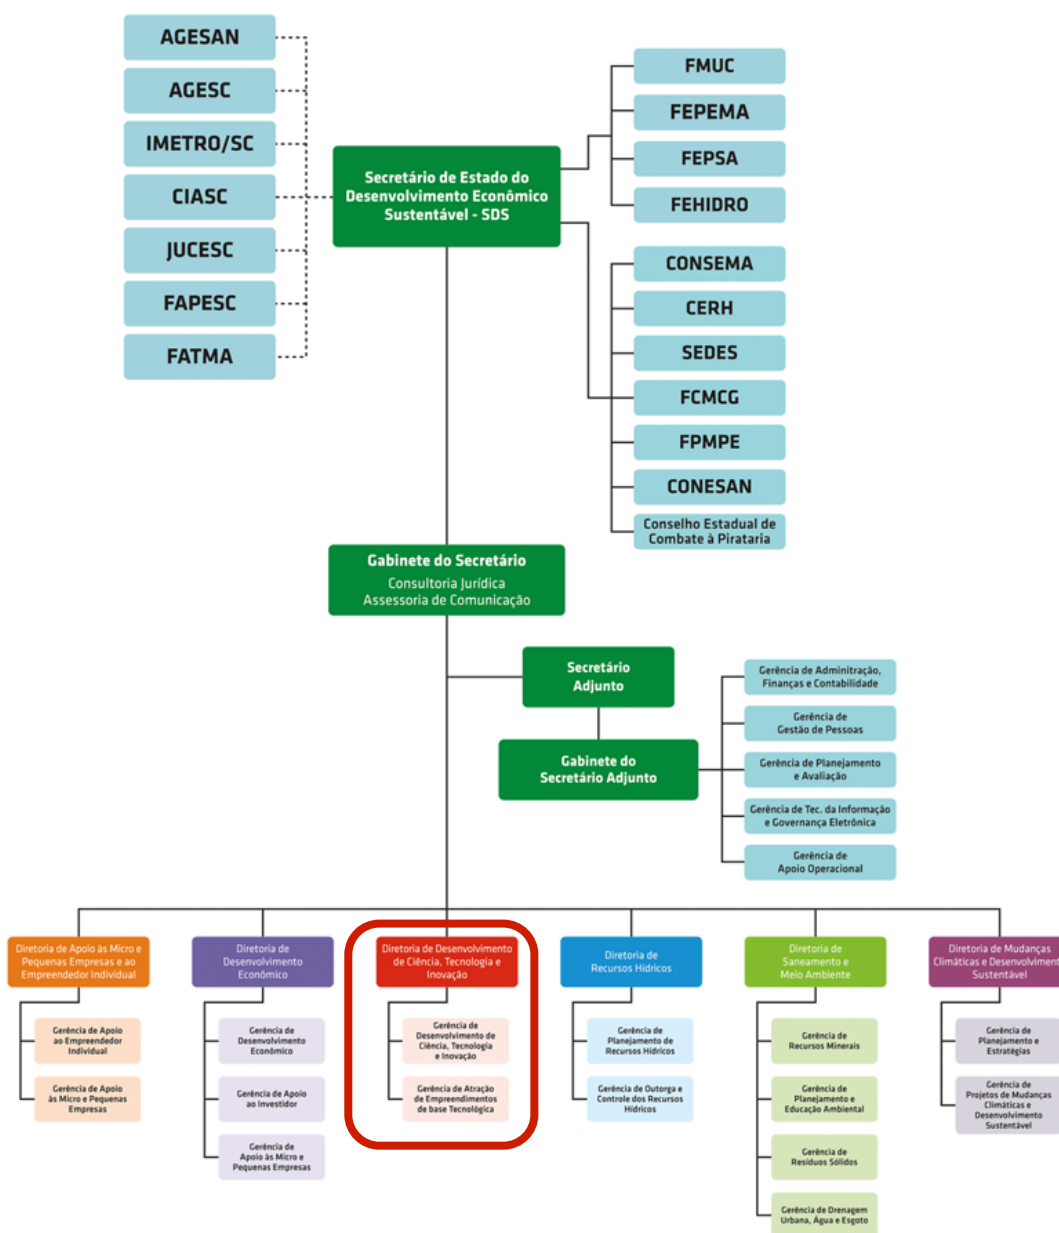 AGESAN
AGESC
IMETRO/SC
CIASC
JUCESC
FAPESC
FATMA
Secretário de Estado do
Desenvolvimento Econômico
Sustentável - SDS
FMUC
FEPEMA
FEPSA
FEHIDRO
CONSEMA
CERH
SEDES
FCMCG
FPMPE
CONESAN
Conselho Estadual de
Combate à Pirataria
Gabinete do Secretário
Consultoria Jurídica
Assessoria de Comunicação
Secretário
Adjunto
Gabinete do
Secretário Adjunto
Gerência de Adminitração,
Finanças e Contabilidade
Gerência de
Gestão de Pessoas
Gerência de Planejamento
e Avaliação
Gerência de Tec. da Informação
e Governança Eletrônica
Gerência de
Apoio Operacional
Diretoria de Apoio às Micro e
Pequenas Empresas e ao
Empreendedor Individual
Gerência de Apoio
ao Empreendedor
Individual
Gerência de Apoio
às Micro e Pequenas
Empresas
Diretoria de
Desenvolvimento
Econômico
Gerência de
Desenvolvimento
Econômico
Gerência de Apoio
ao Investidor
Gerência de
Apoio às Micro e
Pequenas Empresas
Diretoria de Desenvolvimento
de Ciência, Tecnologia e
Inovação
Gerência de
Desenvolvimento de
Ciência, Tecnologia
e Inovação
Gerência de Atração
de Empreendimentos
de base Tecnológica
Diretoria de
Recursos Hídricos
Gerência de
Planejamento de
Recursos Hídricos
Gerência de Outorga e
Controle dos Recursos
Hídricos
Diretoria de
Saneamento e
Meio Ambiente
Gerência de
Recursos Minerais
Gerência de
Planejamento e
Educação Ambiental
Gerência de
Resíduos Sólidos
Gerência de Drenagem
Urbana, Água e Esgoto
Diretoria de Mudanças
Climáticas e Desenvolviment
Sustentável
Gerência de
Planejamento e
Estratégias
Gerência de
Projetos de Mudanças
Climáticas e
Desenvolvimento
Sustentável